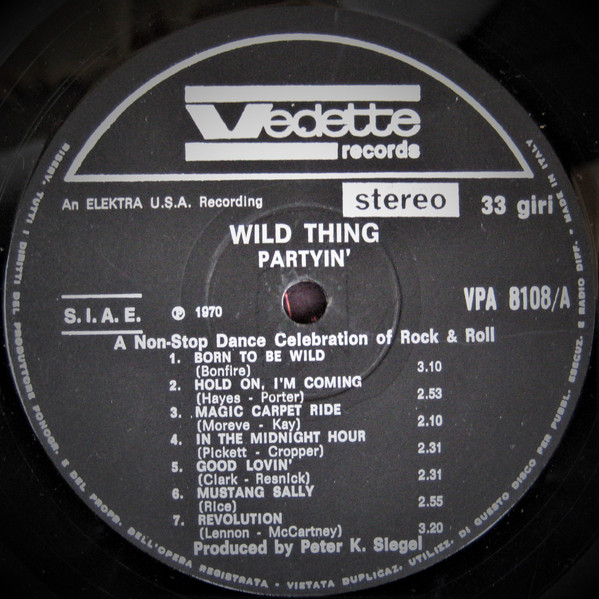 Vedette
records
An ELEKTRA U.S.A. Recording
stereo
33 giri
WILD THING
PARTYIN'
S.I.A.E.
℗ 1970
VPA 8108/A
A Non-Stop Dance Celebration of Rock & Roll
1. BORN TO BE WILD
(Bonfire) 3.10
2. HOLD ON, I'M COMING
(Hayes - Porter) 2.53
3. MAGIC CARPET RIDE
(Moreve - Kay) 2.10
4. IN THE MIDNIGHT HOUR
(Pickett - Cropper) 2.31
5. GOOD LOVIN'
(Clark - Resnick) 2.31
6. MUSTANG SALLY
(Rice) 2.55
7. REVOLUTION
(Lennon - McCartney) 3.20
Produced by Peter K. Siegel
RISERV. TUTTI I DIRITTI DEL PRODUTTORE FONOGR. E DEL PROPR. DELL'OPERA REGISTRATA - VIETATA DUPLICAZ. UTILIZZ. DI QUESTO DISCO PER PUBBL. ESECUZ. E RADIO DIFF. • MADE IN ITALY